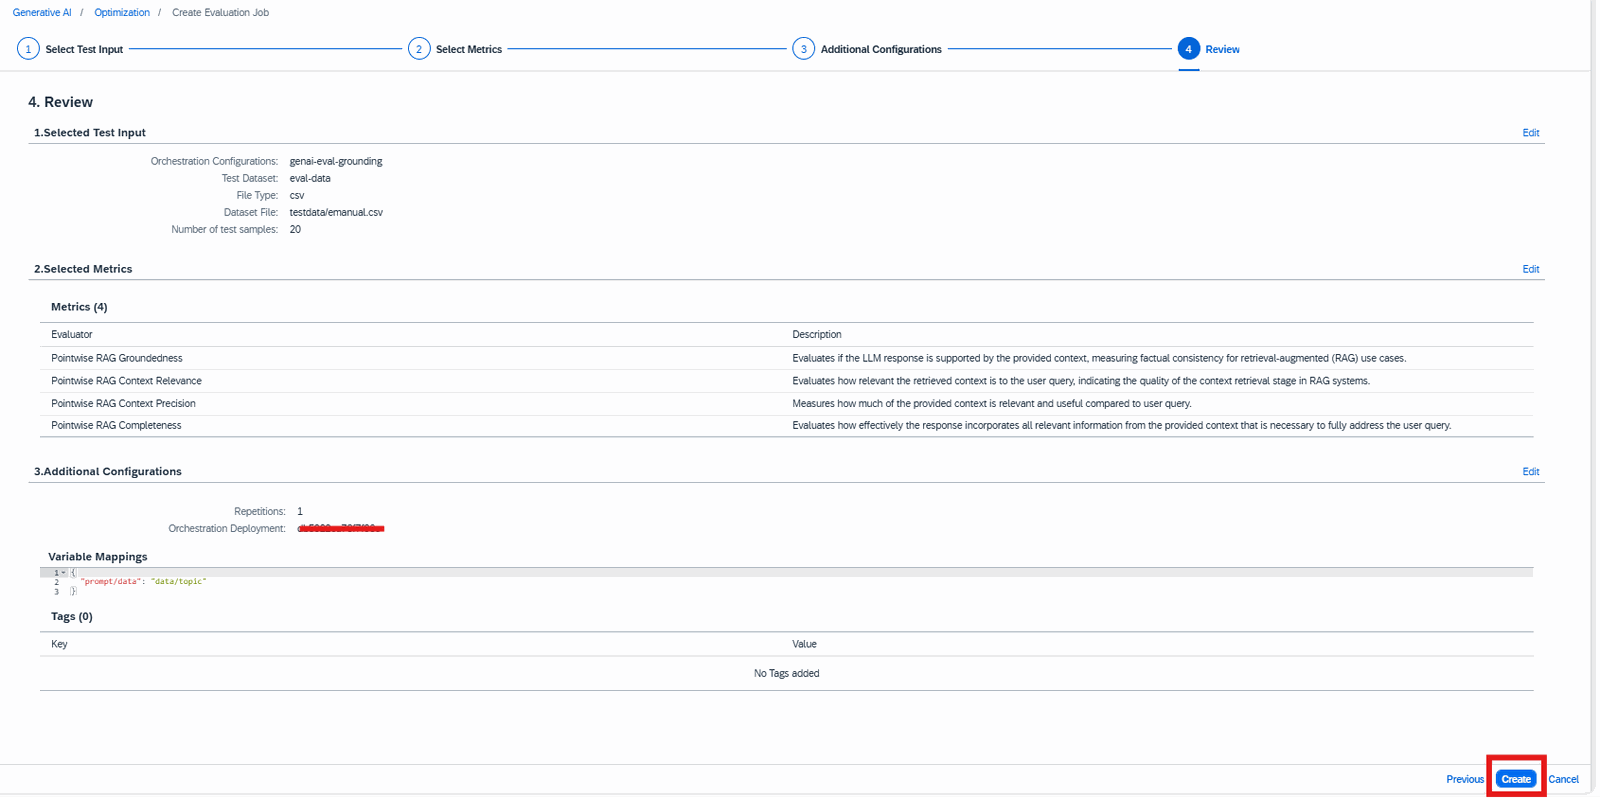 Generative AI / Optimization / Create Evaluation Job
1 Select Test Input 2 Select Metrics 3 Additional Configurations 4 Review
4. Review
1.Selected Test Input Edit
Orchestration Configurations: genai-eval-grounding
Test Dataset: eval-data
File Type: csv
Dataset File: testdata/emanual.csv
Number of test samples: 20
2.Selected Metrics Edit
Metrics (4)
Evaluator Description
Pointwise RAG Groundedness Evaluates if the LLM response is supported by the provided context, measuring factual consistency for retrieval-augmented (RAG) use cases.
Pointwise RAG Context Relevance Evaluates how relevant the retrieved context is to the user query, indicating the quality of the context retrieval stage in RAG systems.
Pointwise RAG Context Precision Measures how much of the provided context is relevant and useful compared to user query.
Pointwise RAG Completeness Evaluates how effectively the response incorporates all relevant information from the provided context that is necessary to fully address the user query.
3.Additional Configurations Edit
Repetitions: 1
Orchestration Deployment:
Variable Mappings
1 {
2 "prompt/data": "data/topic"
3 }
Tags (0)
Key Value
No Tags added
Previous Create Cancel